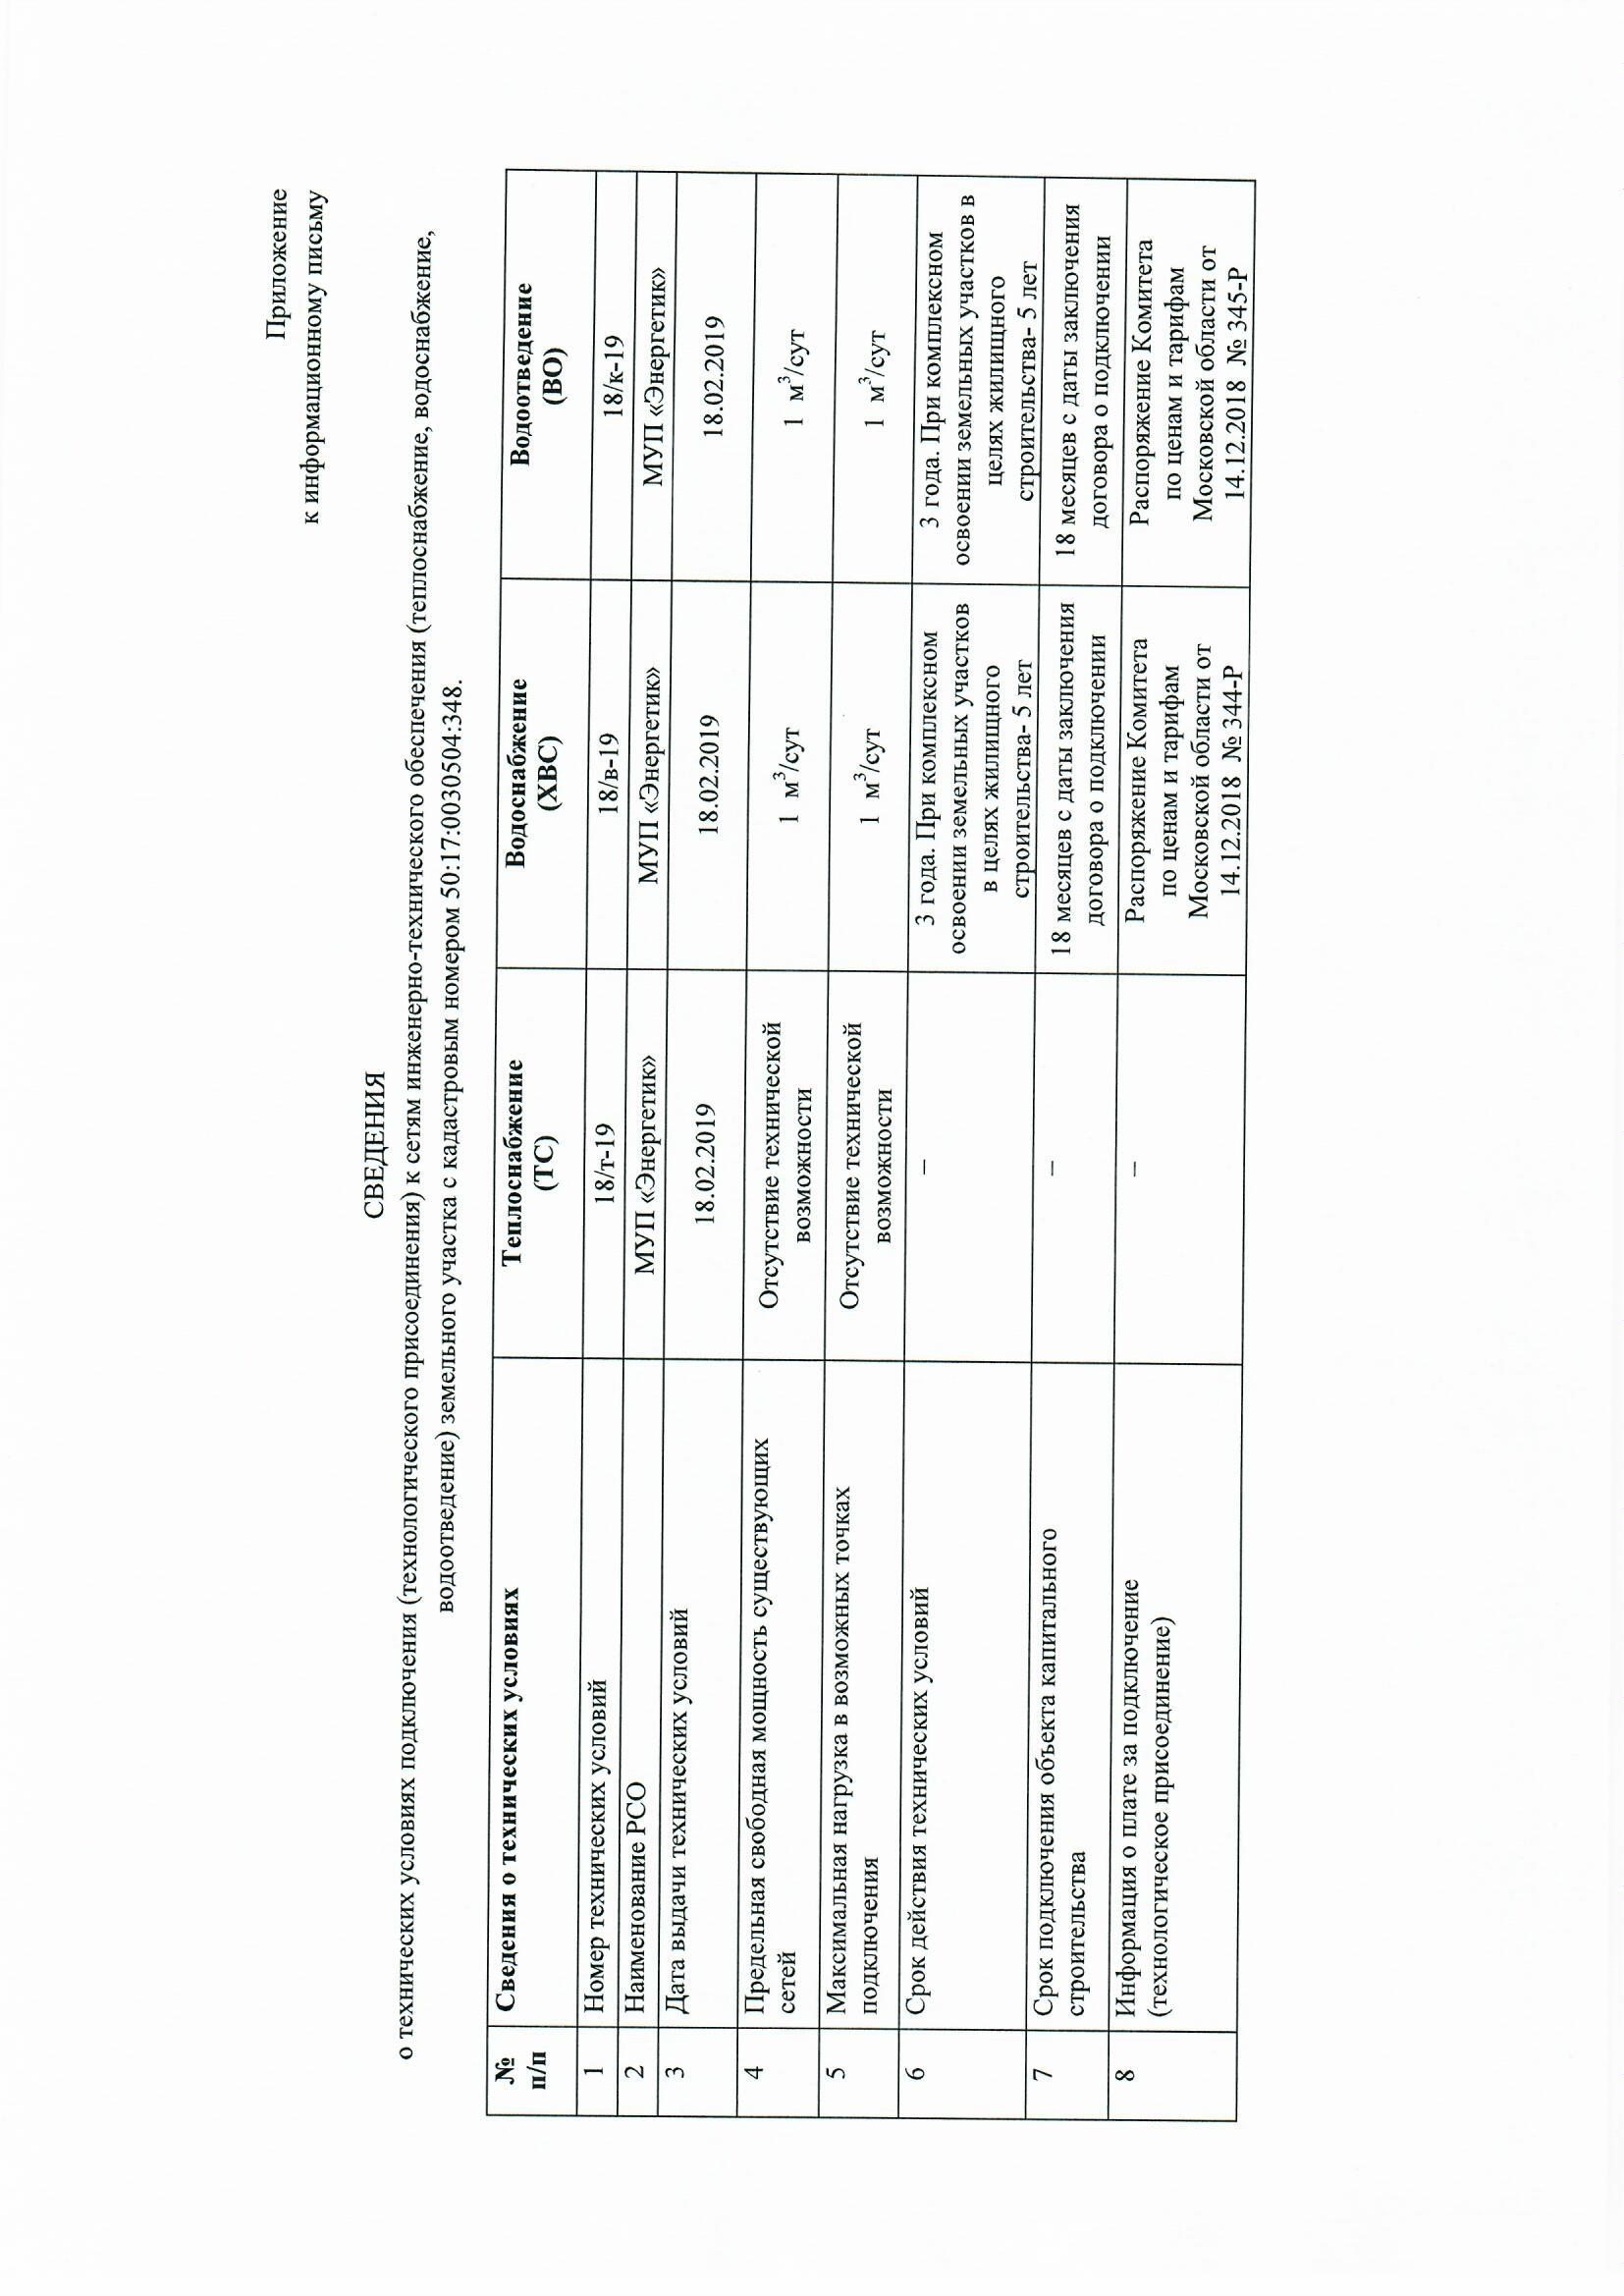 Приложение
к информационному письму
СВЕДЕНИЯ
о технических условиях подключения (технологического присоединения) к сетям инженерно-технического обеспечения (теплоснабжение, водоснабжение,
водоотведение) земельного участка с кадастровым номером 50:17:0030504:348.
№
п/п
Сведения о технических условиях
Теплоснабжение
(ТС)
Водоснабжение
(ХВС)
Водоотведение
(ВО)
1
Номер технических условий
18/т-19
18/в-19
18/к-19
2
Наименование РСО
МУП «Энергетик»
МУП «Энергетик»
МУП «Энергетик»
3
Дата выдачи технических условий
18.02.2019
18.02.2019
18.02.2019
4
Предельная свободная мощность существующих
сетей
Отсутствие технической
возможности
1 м³/сут
1 м³/сут
5
Максимальная нагрузка в возможных точках
подключения
Отсутствие технической
возможности
1 м³/сут
1 м³/сут
6
Срок действия технических условий
–
3 года. При комплексном
освоении земельных участков
в целях жилищного
строительства- 5 лет
3 года. При комплексном
освоении земельных участков в
целях жилищного
строительства- 5 лет
7
Срок подключения объекта капитального
строительства
–
18 месяцев с даты заключения
договора о подключении
18 месяцев с даты заключения
договора о подключении
8
Информация о плате за подключение
(технологическое присоединение)
–
Распоряжение Комитета
по ценам и тарифам
Московской области от
14.12.2018 № 344-Р
Распоряжение Комитета
по ценам и тарифам
Московской области от
14.12.2018 № 345-Р